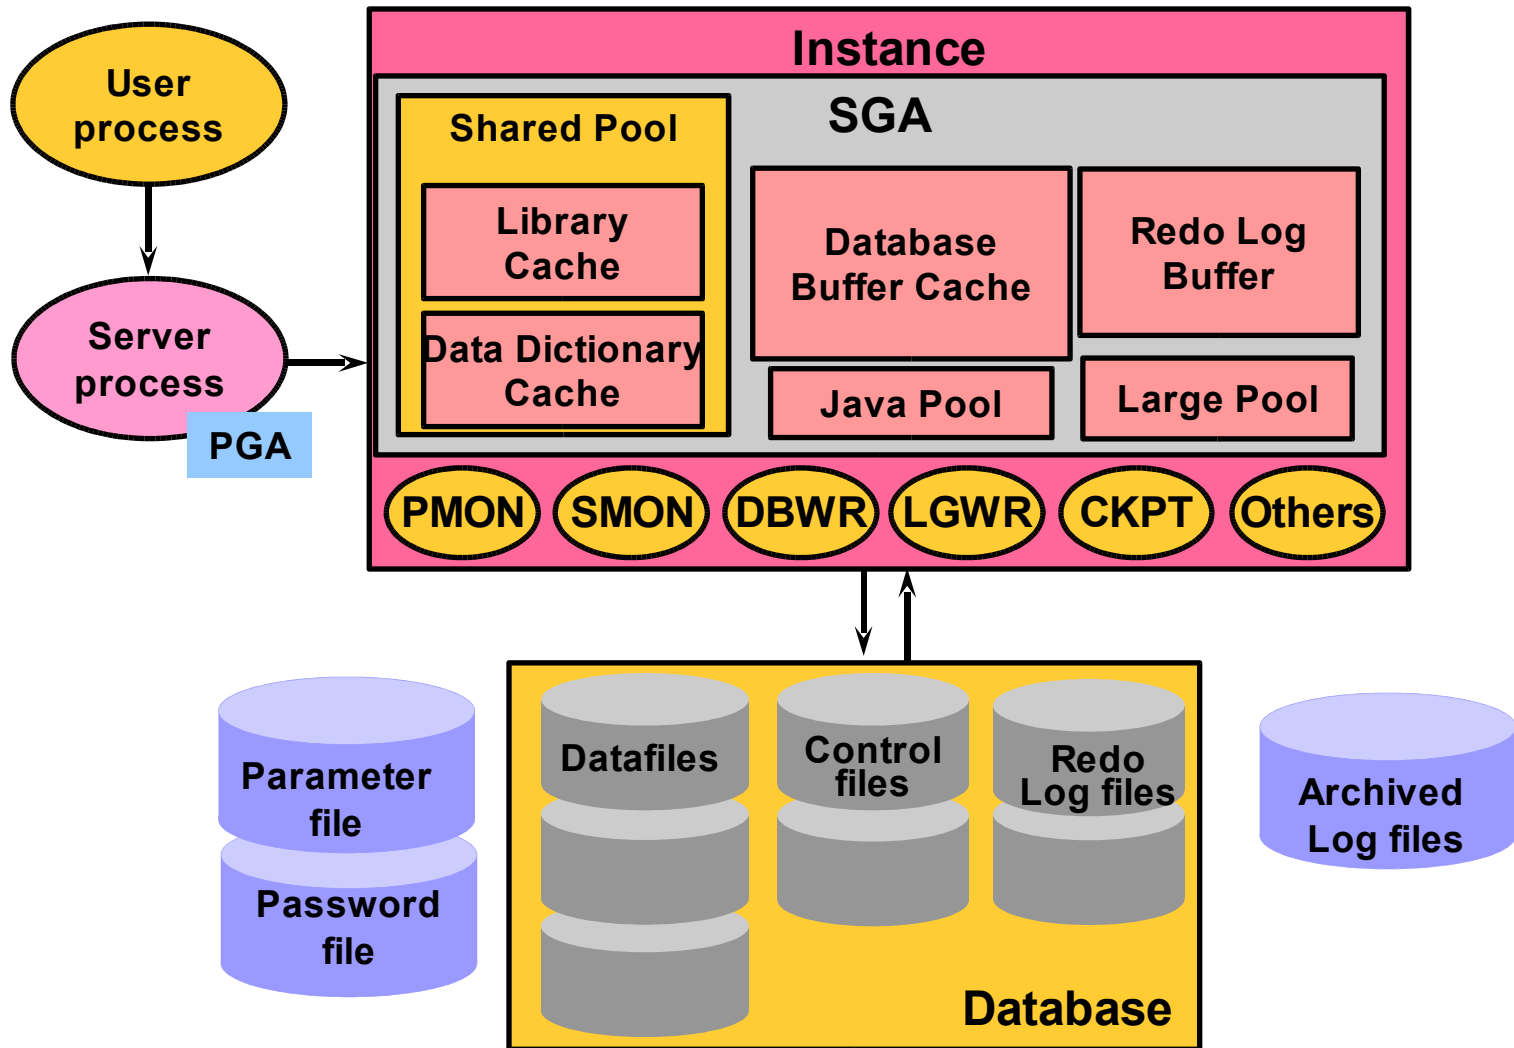 Instance
User
process
SGA
Shared Pool
Library
Cache
Database
Buffer Cache
Redo Log
Buffer
Server
process
Data Dictionary
Cache
Java Pool
Large Pool
PGA
PMON
SMON
DBWR
LGWR
CKPT
Others
Parameter
file
Password
file
Datafiles
Control
files
Redo
Log files
Archived
Log files
Database